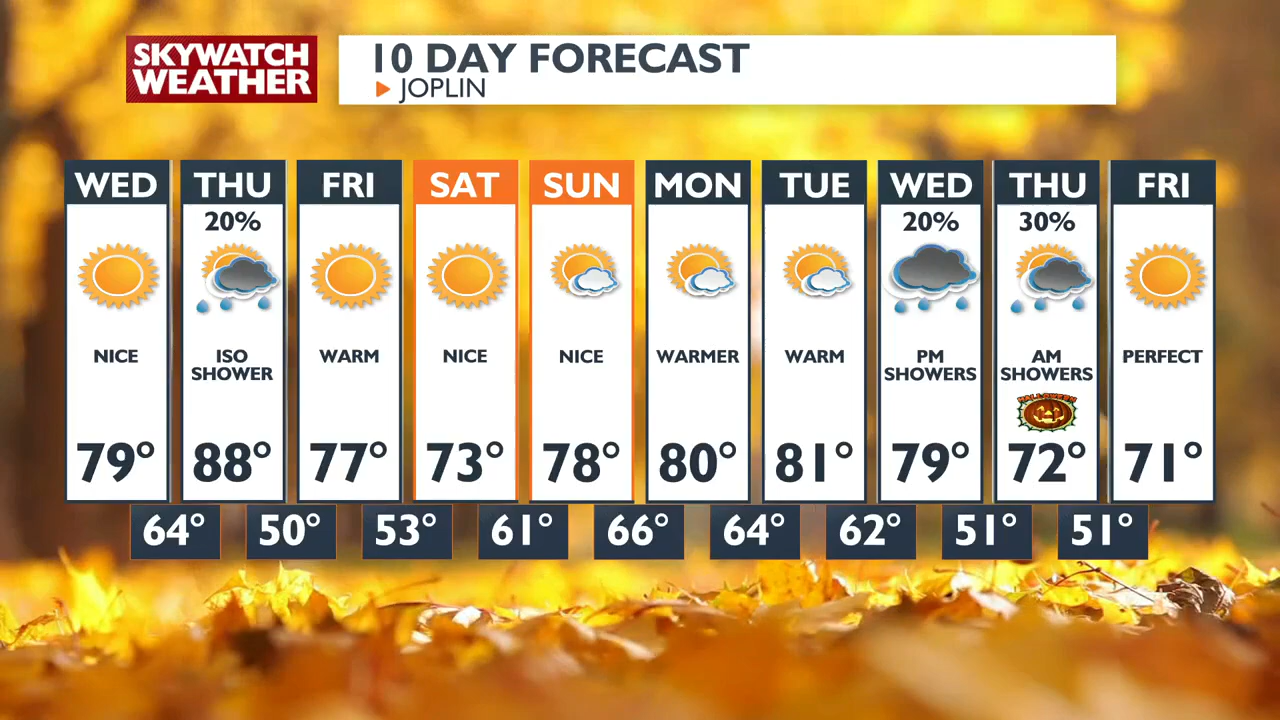 SKYWATCH
WEATHER
10 DAY FORECAST
JOPLIN
WED THU FRI SAT SUN MON TUE WED THU FRI
20% 20% 30%
NICE ISO SHOWER WARM NICE NICE WARMER WARM PM SHOWERS AM SHOWERS PERFECT
HALLOWEEN
79° 88° 77° 73° 78° 80° 81° 79° 72° 71°
64° 50° 53° 61° 66° 64° 62° 51° 51°